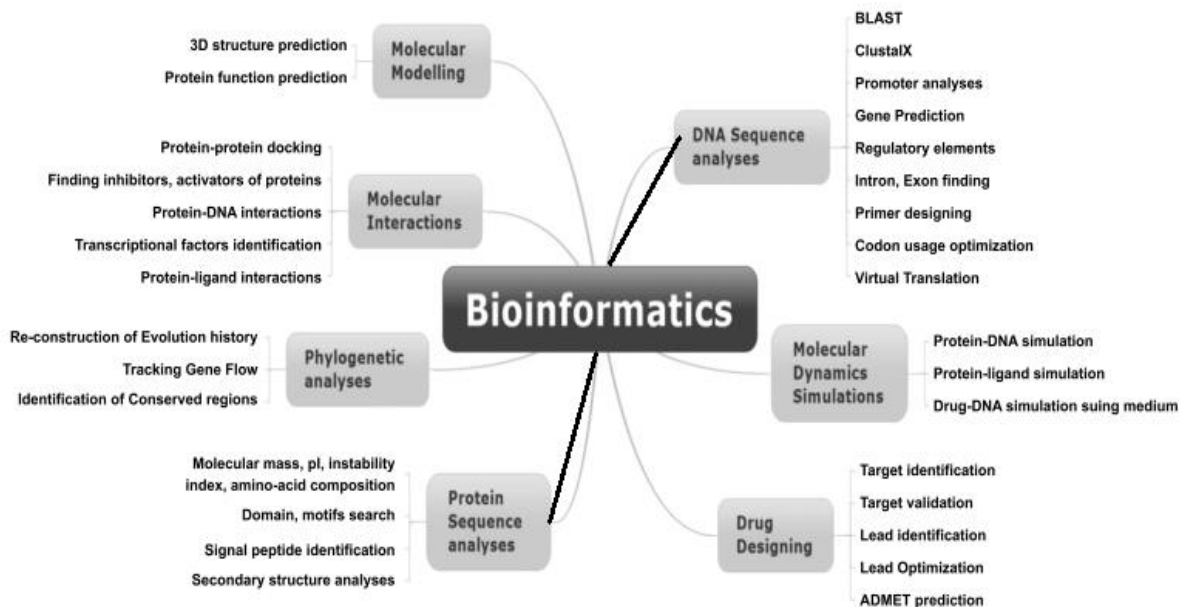 3D structure prediction
Protein function prediction
Molecular
Modelling
Protein-protein docking
Finding inhibitors, activators of proteins
Protein-DNA interactions
Transcriptional factors identification
Protein-ligand interactions
Molecular
Interactions
Re-construction of Evolution history
Tracking Gene Flow
Identification of Conserved regions
Phylogenetic
analyses
Molecular mass, pI, instability
index, amino-acid composition
Domain, motifs search
Signal peptide identification
Secondary structure analyses
Protein
Sequence
analyses
Bioinformatics
DNA Sequence
analyses
BLAST
ClustalX
Promoter analyses
Gene Prediction
Regulatory elements
Intron, Exon finding
Primer designing
Codon usage optimization
Virtual Translation
Molecular
Dynamics
Simulations
Protein-DNA simulation
Protein-ligand simulation
Drug-DNA simulation suing medium
Drug
Designing
Target identification
Target validation
Lead identification
Lead Optimization
ADMET prediction